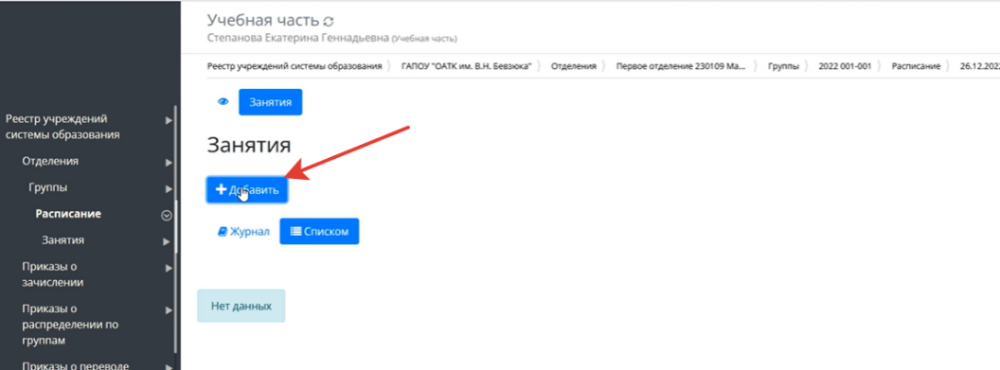 Учебная часть
Степанова Екатерина Геннадьевна (Учебная часть)
Реестр учреждений системы образования
ГАПОУ "ОАТК им. В.Н. Бевзюка"
Отделения
Первое отделение 230109 Ма...
Группы
2022 001-001
Расписание
26.12.202
Занятия
Занятия
Добавить
Журнал
Списком
Нет данных
Реестр учреждений
системы образования
Отделения
Группы
Расписание
Занятия
Приказы о
зачислении
Приказы о
распределении по
группам
Приказы о переводе